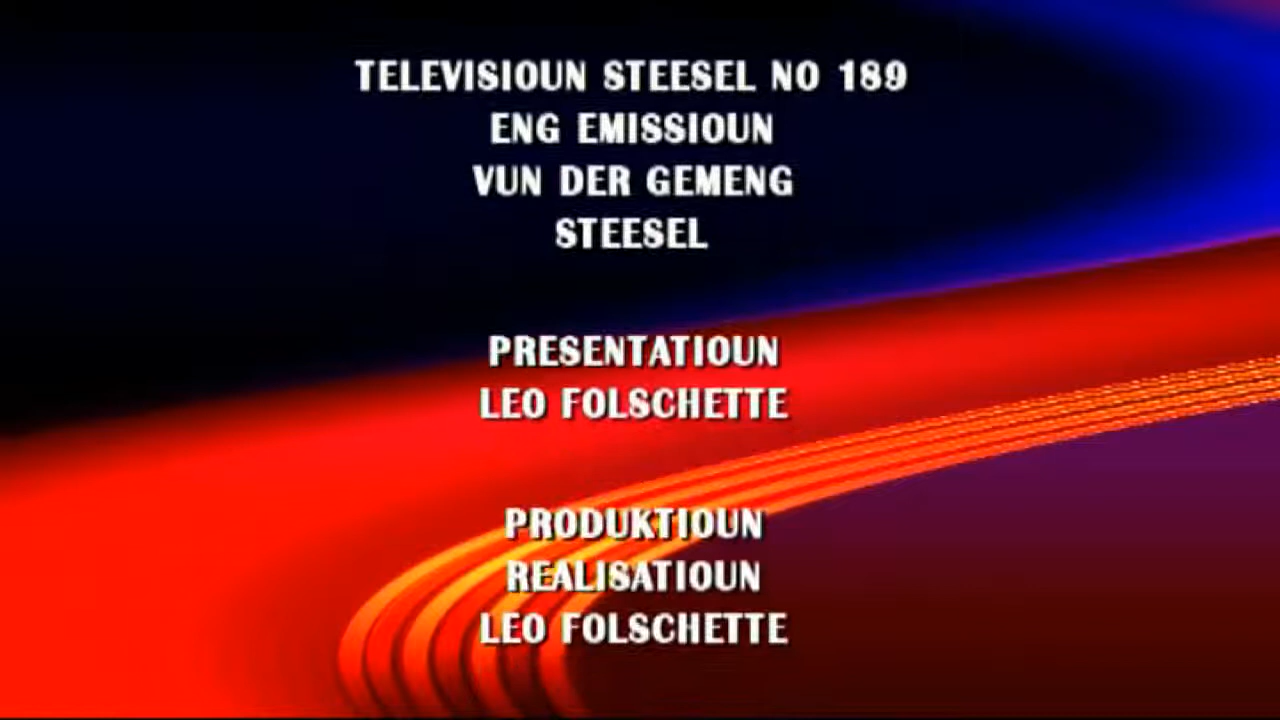 TELEVISIOUN STEESEL NO 189
ENG EMISSIOUN
VUN DER GEMENG
STEESEL
PRESENTATIOUN
LEO FOLSCHETTE
PRODUKTIOUN
REALISATIOUN
LEO FOLSCHETTE